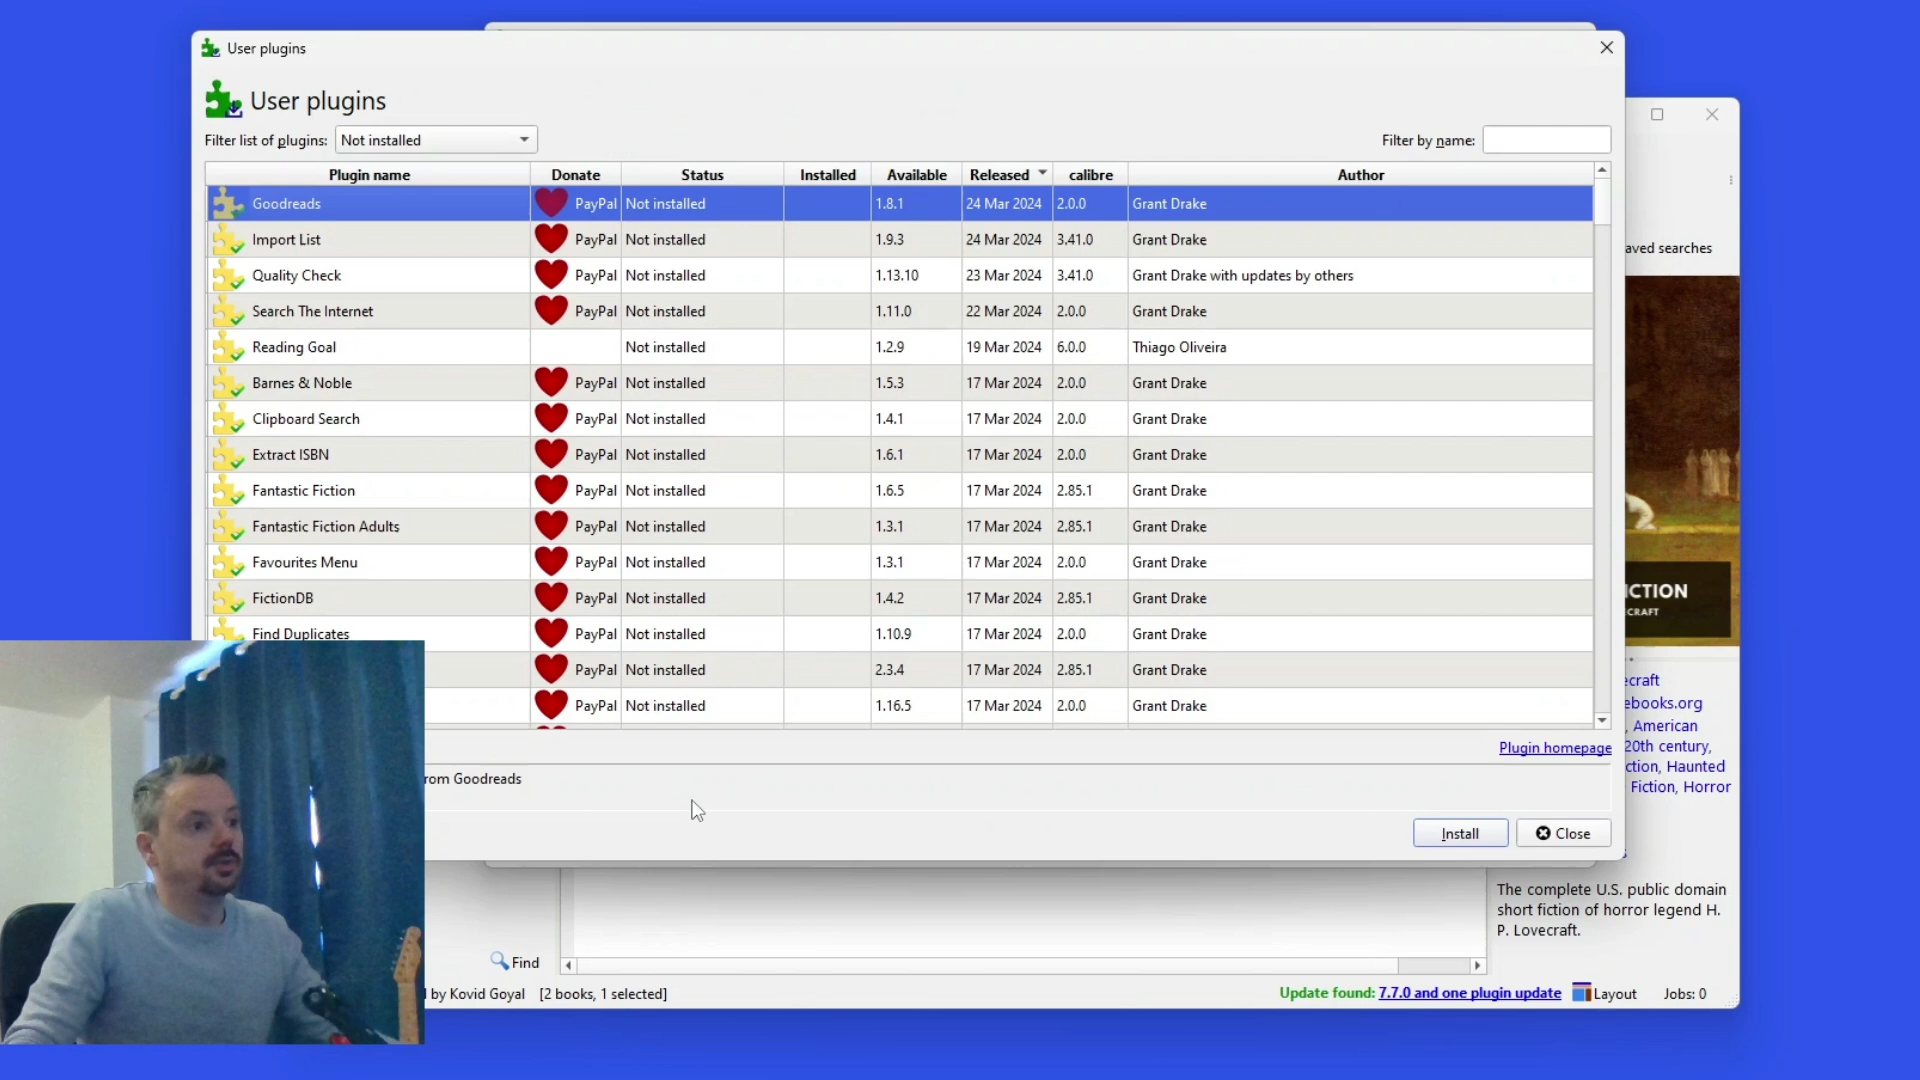 User plugins
User plugins
Filter list of plugins: Not installed
Filter by name:
Plugin name Donate Status Installed Available Released calibre Author
Goodreads PayPal Not installed 1.8.1 24 Mar 2024 2.0.0 Grant Drake
Import List PayPal Not installed 1.9.3 24 Mar 2024 3.41.0 Grant Drake
Quality Check PayPal Not installed 1.13.10 23 Mar 2024 3.41.0 Grant Drake with updates by others
Search The Internet PayPal Not installed 1.11.0 22 Mar 2024 2.0.0 Grant Drake
Reading Goal Not installed 1.2.9 19 Mar 2024 6.0.0 Thiago Oliveira
Barnes & Noble PayPal Not installed 1.5.3 17 Mar 2024 2.0.0 Grant Drake
Clipboard Search PayPal Not installed 1.4.1 17 Mar 2024 2.0.0 Grant Drake
Extract ISBN PayPal Not installed 1.6.1 17 Mar 2024 2.0.0 Grant Drake
Fantastic Fiction PayPal Not installed 1.6.5 17 Mar 2024 2.85.1 Grant Drake
Fantastic Fiction Adults PayPal Not installed 1.3.1 17 Mar 2024 2.85.1 Grant Drake
Favourites Menu PayPal Not installed 1.3.1 17 Mar 2024 2.0.0 Grant Drake
FictionDB PayPal Not installed 1.4.2 17 Mar 2024 2.85.1 Grant Drake
Find Duplicates PayPal Not installed 1.10.9 17 Mar 2024 2.0.0 Grant Drake
PayPal Not installed 2.3.4 17 Mar 2024 2.85.1 Grant Drake
PayPal Not installed 1.16.5 17 Mar 2024 2.0.0 Grant Drake
Plugin homepage
rom Goodreads
Install Close
aved searches
ICTION
ECRAFT
ecraft
ebooks.org
, American
20th century,
ction, Haunted
Fiction, Horror
The complete U.S. public domain
short fiction of horror legend H.
P. Lovecraft.
Find
by Kovid Goyal [2 books, 1 selected]
Update found: 7.7.0 and one plugin update Layout Jobs: 0